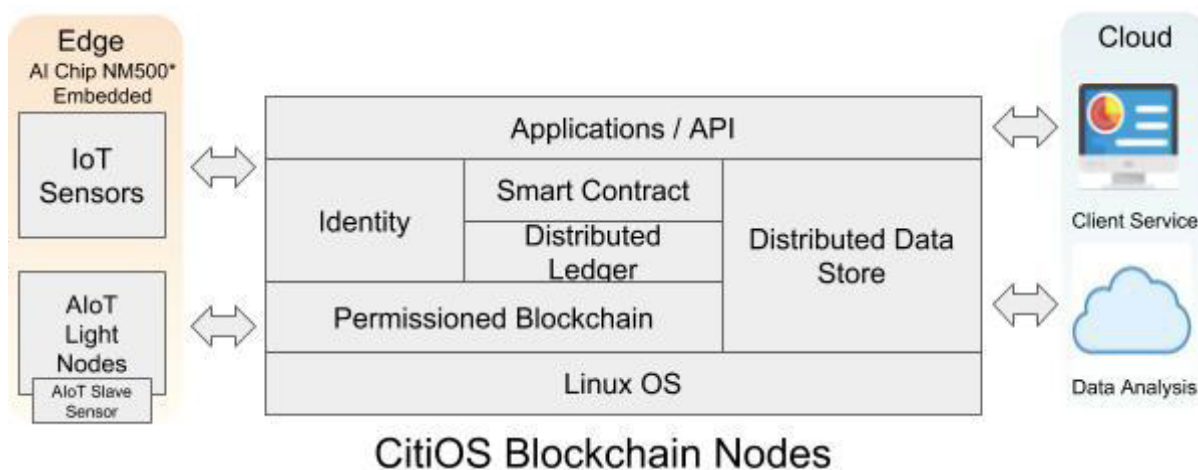 Edge
AI Chip NM500*
Embedded
IoT
Sensors
AIoT
Light
Nodes
AIoT Slave
Sensor
Applications / API
Identity
Smart Contract
Distributed
Ledger
Distributed Data
Store
Permissioned Blockchain
Linux OS
CitiOS Blockchain Nodes
Cloud
Client Service
Data Analysis